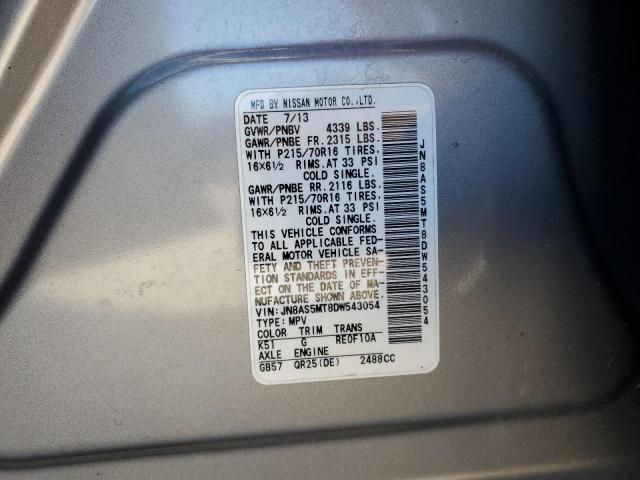 MFD BY NISSAN MOTOR CO.,LTD.
DATE 7/13
GVWR/PNBV 4339 LBS.
GAWR/PNBE FR. 2315 LBS.
WITH P215/70R16 TIRES.
16X6½ RIMS.AT 33 PSI
COLD SINGLE.
GAWR/PNBE RR. 2116 LBS.
WITH P215/70R16 TIRES.
16X6½ RIMS.AT 33 PSI
COLD SINGLE.
THIS VEHICLE CONFORMS
TO ALL APPLICABLE FED-
ERAL MOTOR VEHICLE SA-
FETY AND THEFT PREVEN-
TION STANDARDS IN EFF-
ECT ON THE DATE OF MA-
NUFACTURE SHOWN ABOVE.
VIN: JN8AS5MT8DW543054
TYPE: MPV
COLOR TRIM TRANS
K51 G RE0F10A
AXLE ENGINE
GB57 QR25(DE) 2488CC
JN8AS5MT8DW543054